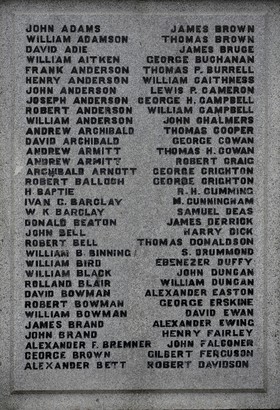 JOHN ADAMS
WILLIAM ADAMSON
DAVID ADIE
WILLIAM AITKEN
FRANK ANDERSON
HENRY ANDERSON
JOHN ANDERSON
JOSEPH ANDERSON
ROBERT ANDERSON
WILLIAM ANDERSON
ANDREW ARCHIBALD
DAVID ARCHIBALD
ANDREW ARMITT
ANDREW ARMITT
ARCHIBALD ARNOTT
ROBERT BALLOCH
H BAPTIE
IVAN C. BARCLAY
W K BARCLAY
DONALD BEATON
JOHN BELL
ROBERT BELL
WILLIAM B. BINNING
WILLIAM BIRD
WILLIAM BLACK
ROLLAND BLAIR
DAVID BOWMAN
ROBERT BOWMAN
WILLIAM BOWMAN
JAMES BRAND
JOHN BRAND
ALEXANDER F. BREMNER
GEORGE BROWN
ALEXANDER BETT
JAMES BROWN
THOMAS BROWN
JAMES BRUCE
GEORGE BUCHANAN
THOMAS P. BURRELL
WILLIAM CAITHNESS
LEWIS P. CAMERON
GEORGE H. CAMPBELL
WILLIAM CAMPBELL
JOHN CHALMERS
THOMAS COOPER
GEORGE COWAN
THOMAS H. COWAN
ROBERT CRAIG
GEORGE CRICHTON
GEORGE CRICHTON
R. H. CUMMING
M. CUNNINGHAM
SAMUEL DEAS
JAMES DERRICK
HARRY DICK
THOMAS DONALDSON
S. DRUMMOND
EBENEZER DUFFY
JOHN DUNCAN
WILLIAM DUNCAN
ALEXANDER EASTON
GEORGE ERSKINE
DAVID EWAN
ALEXANDER EWING
HENRY FAIRLEY
JOHN FALCONER
GILBERT FERGUSON
ROBERT DAVIDSON